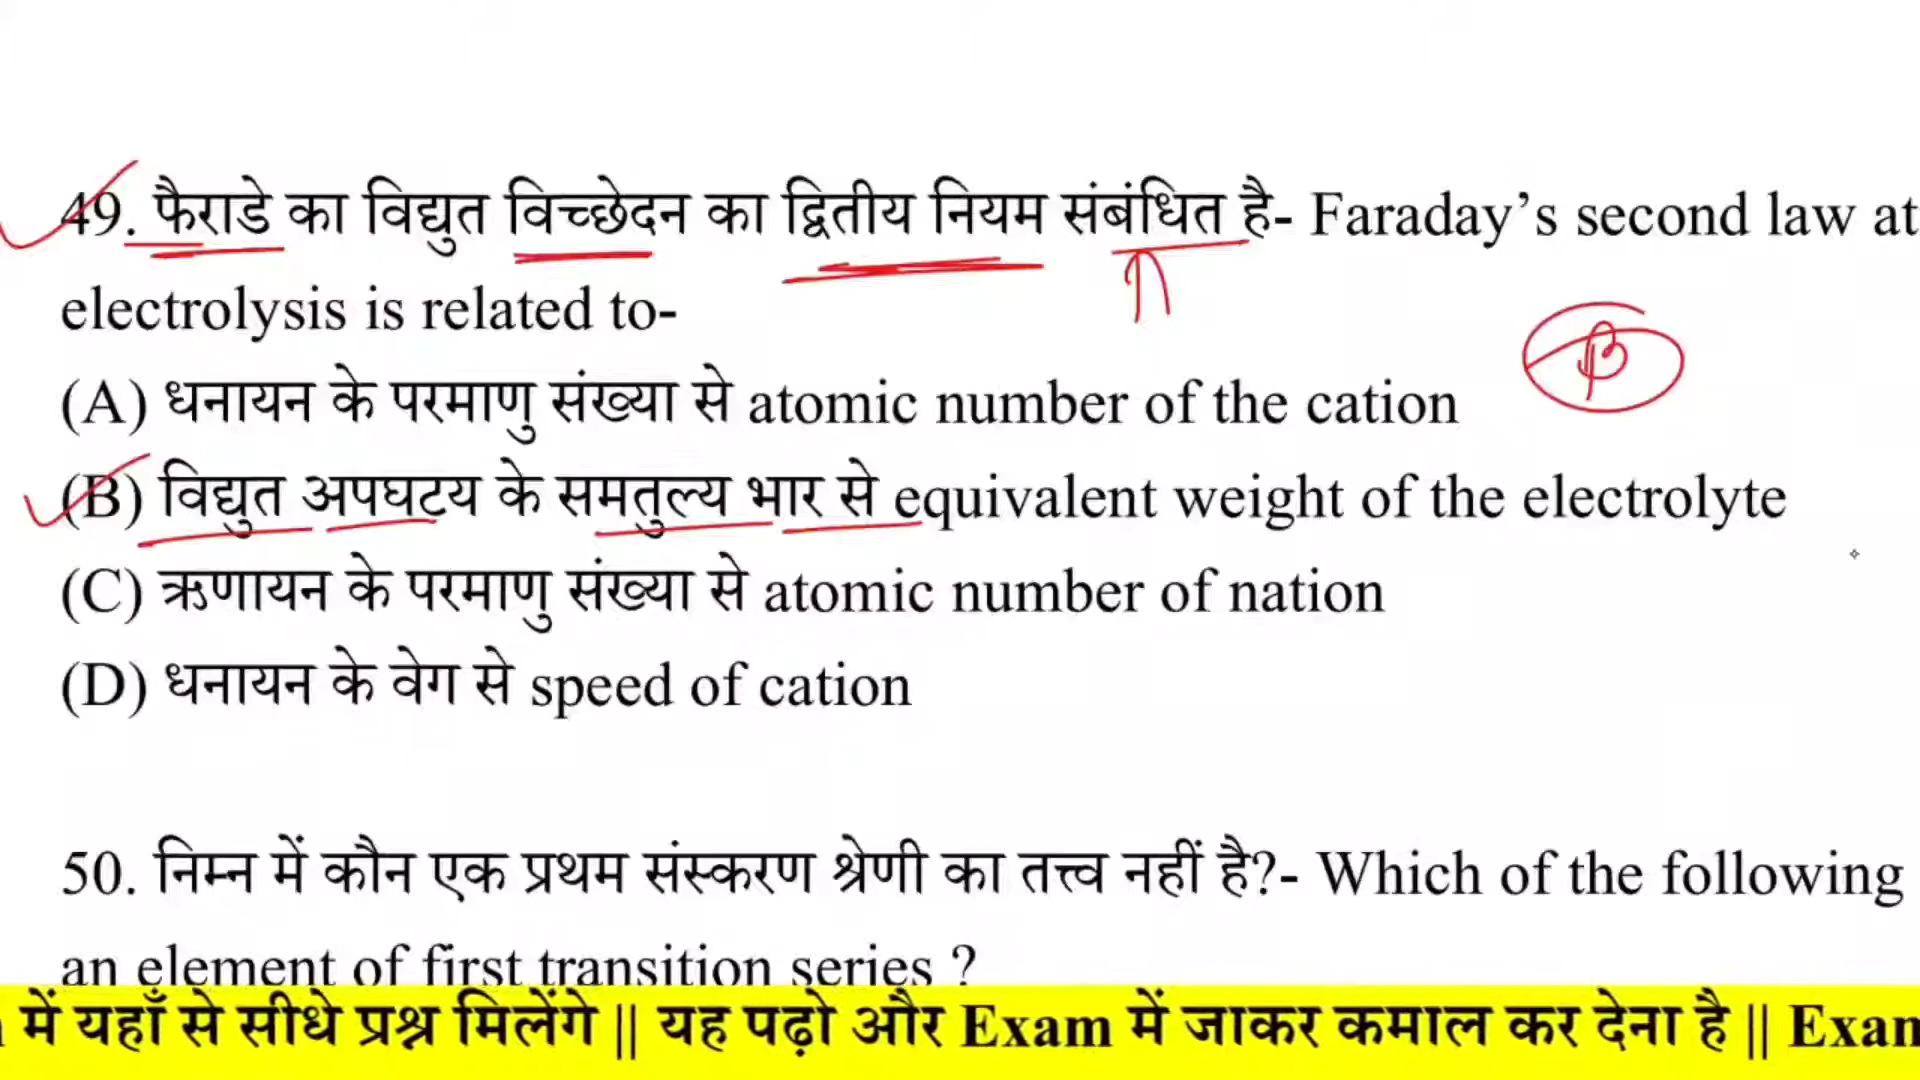 49. फैराडे का विद्युत विच्छेदन का द्वितीय नियम संबंधित है- Faraday’s second law at
electrolysis is related to-
B
(A) धनायन के परमाणु संख्या से atomic number of the cation
(B) विद्युत अपघटय के समतुल्य भार से equivalent weight of the electrolyte
(C) ऋणायन के परमाणु संख्या से atomic number of nation
(D) धनायन के वेग से speed of cation
50. निम्न में कौन एक प्रथम संस्करण श्रेणी का तत्त्व नहीं है?- Which of the following
an element of first transition series ?
में यहाँ से सीधे प्रश्न मिलेंगे || यह पढ़ो और Exam में जाकर कमाल कर देना है || Exam